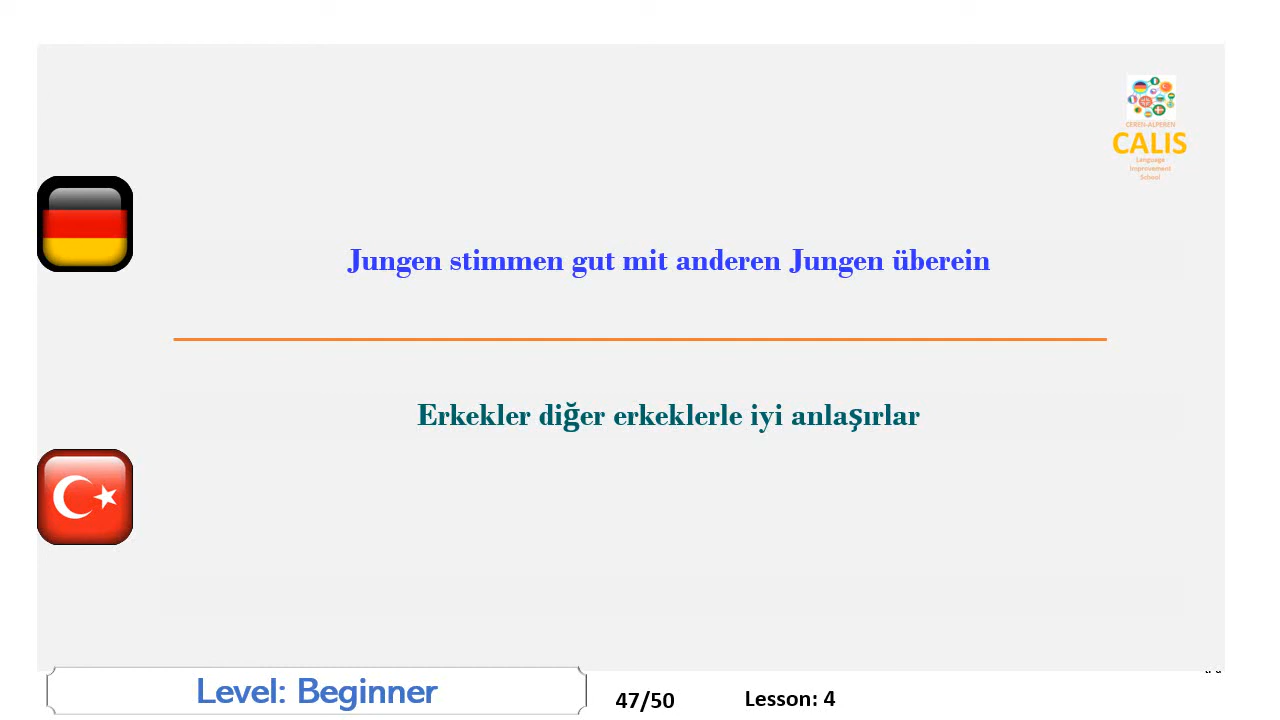 CEREN-ALPEREN
CALIS
Language
Improvement
School
Jungen stimmen gut mit anderen Jungen überein
Erkekler diğer erkeklerle iyi anlaşırlar
Level: Beginner
47/50
Lesson: 4